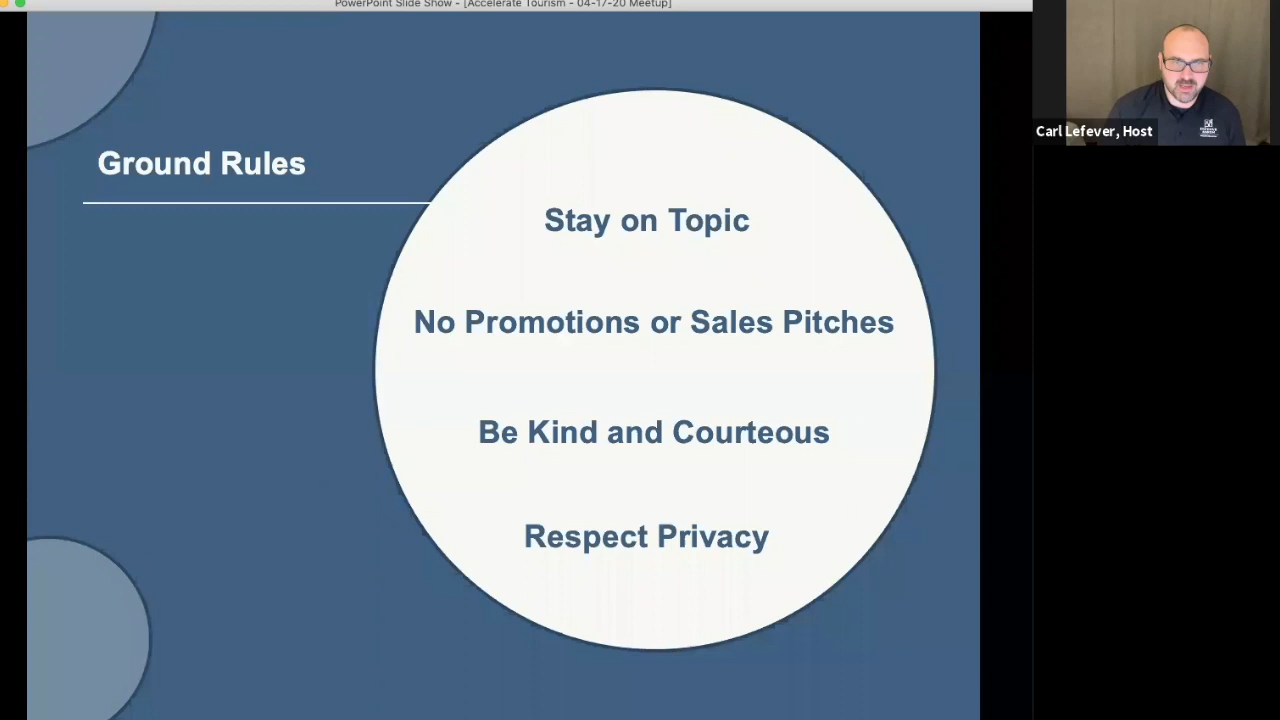 PowerPoint Slide Show - [Accelerate Tourism - 04-17-20 Meetup]
Carl Lefever, Host
Ground Rules
Stay on Topic
No Promotions or Sales Pitches
Be Kind and Courteous
Respect Privacy